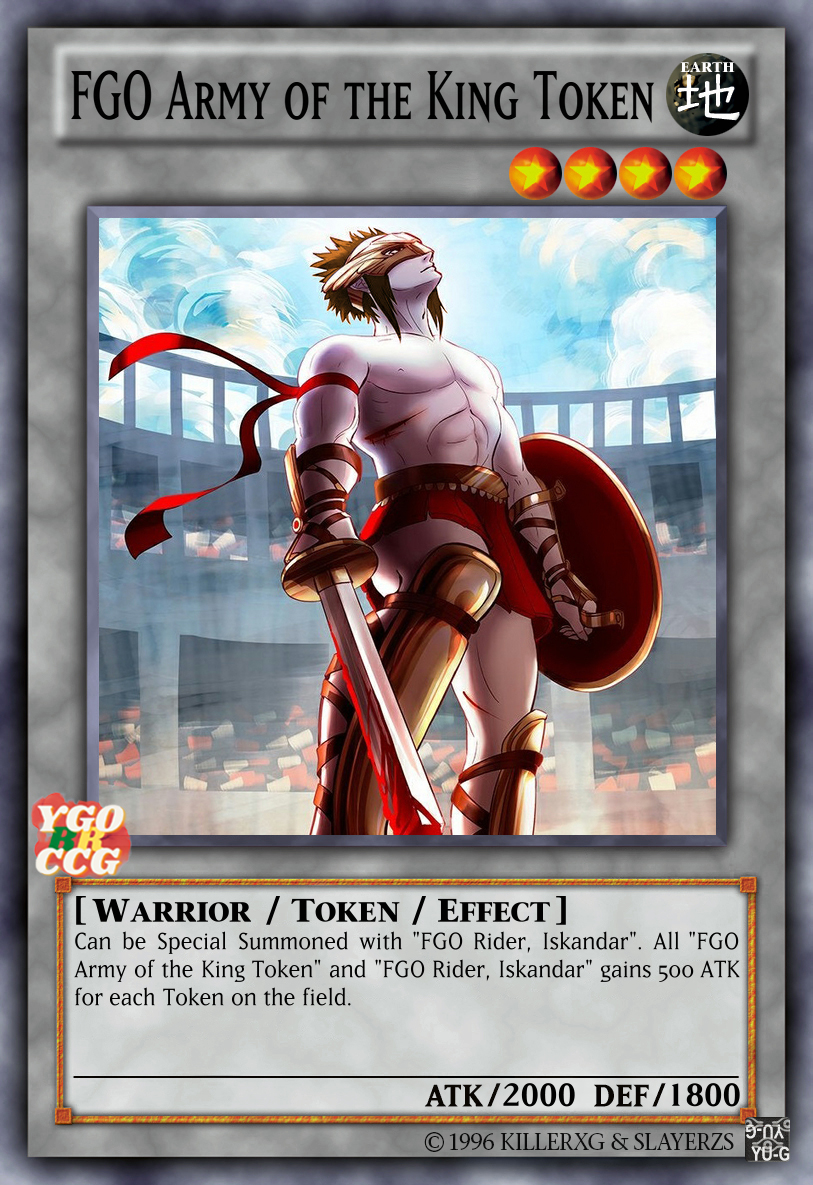 FGO Army of the King Token
EARTH
地
YGO
RR
CCG
[ Warrior / Token / Effect ]
Can be Special Summoned with "FGO Rider, Iskandar". All "FGO
Army of the King Token" and "FGO Rider, Iskandar" gains 500 ATK
for each Token on the field.
ATK/2000 DEF/1800
© 1996 KILLERXG & SLAYERZS
YU-G